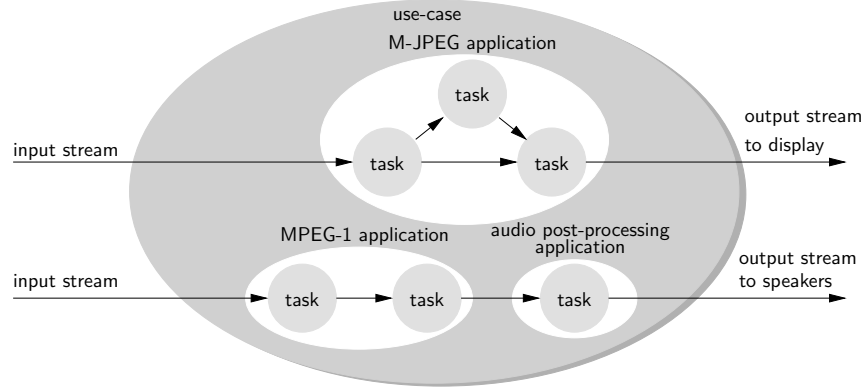 use-case
M-JPEG application
task
output stream
to display
input stream
task
task
MPEG-1 application
audio post-processing
application
output stream
to speakers
input stream
task
task
task